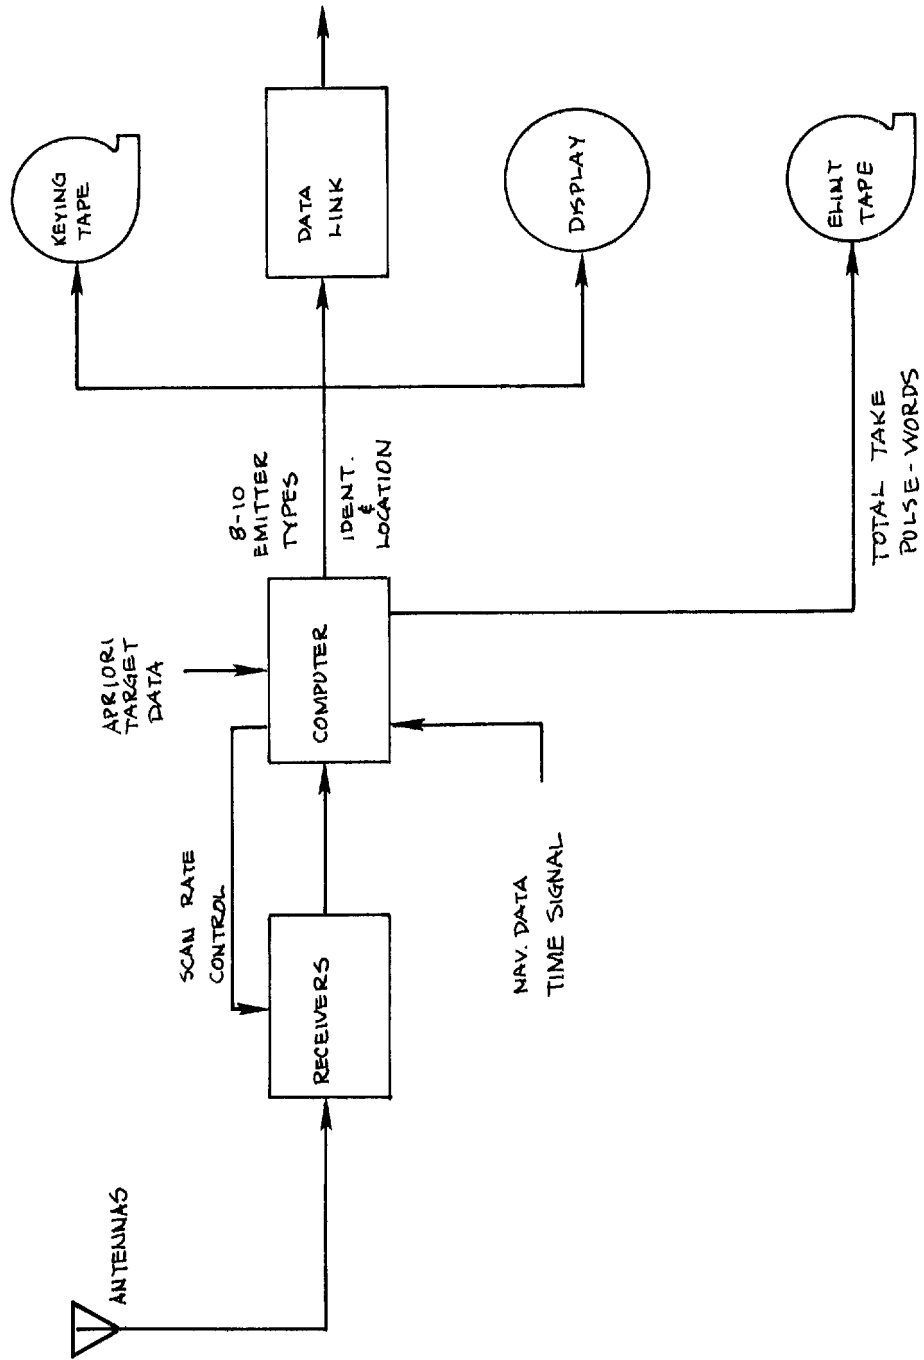 ANTENNAS
RECEIVERS
SCAN RATE
CONTROL
NAV. DATA
TIME SIGNAL
APRIORI
TARGET
DATA
COMPUTER
8-10
EMITTER
TYPES
IDENT.
&
LOCATION
TOTAL TAKE
PULSE-WORDS
KEYING
TAPE
DATA
LINK
DISPLAY
ELINT
TAPE